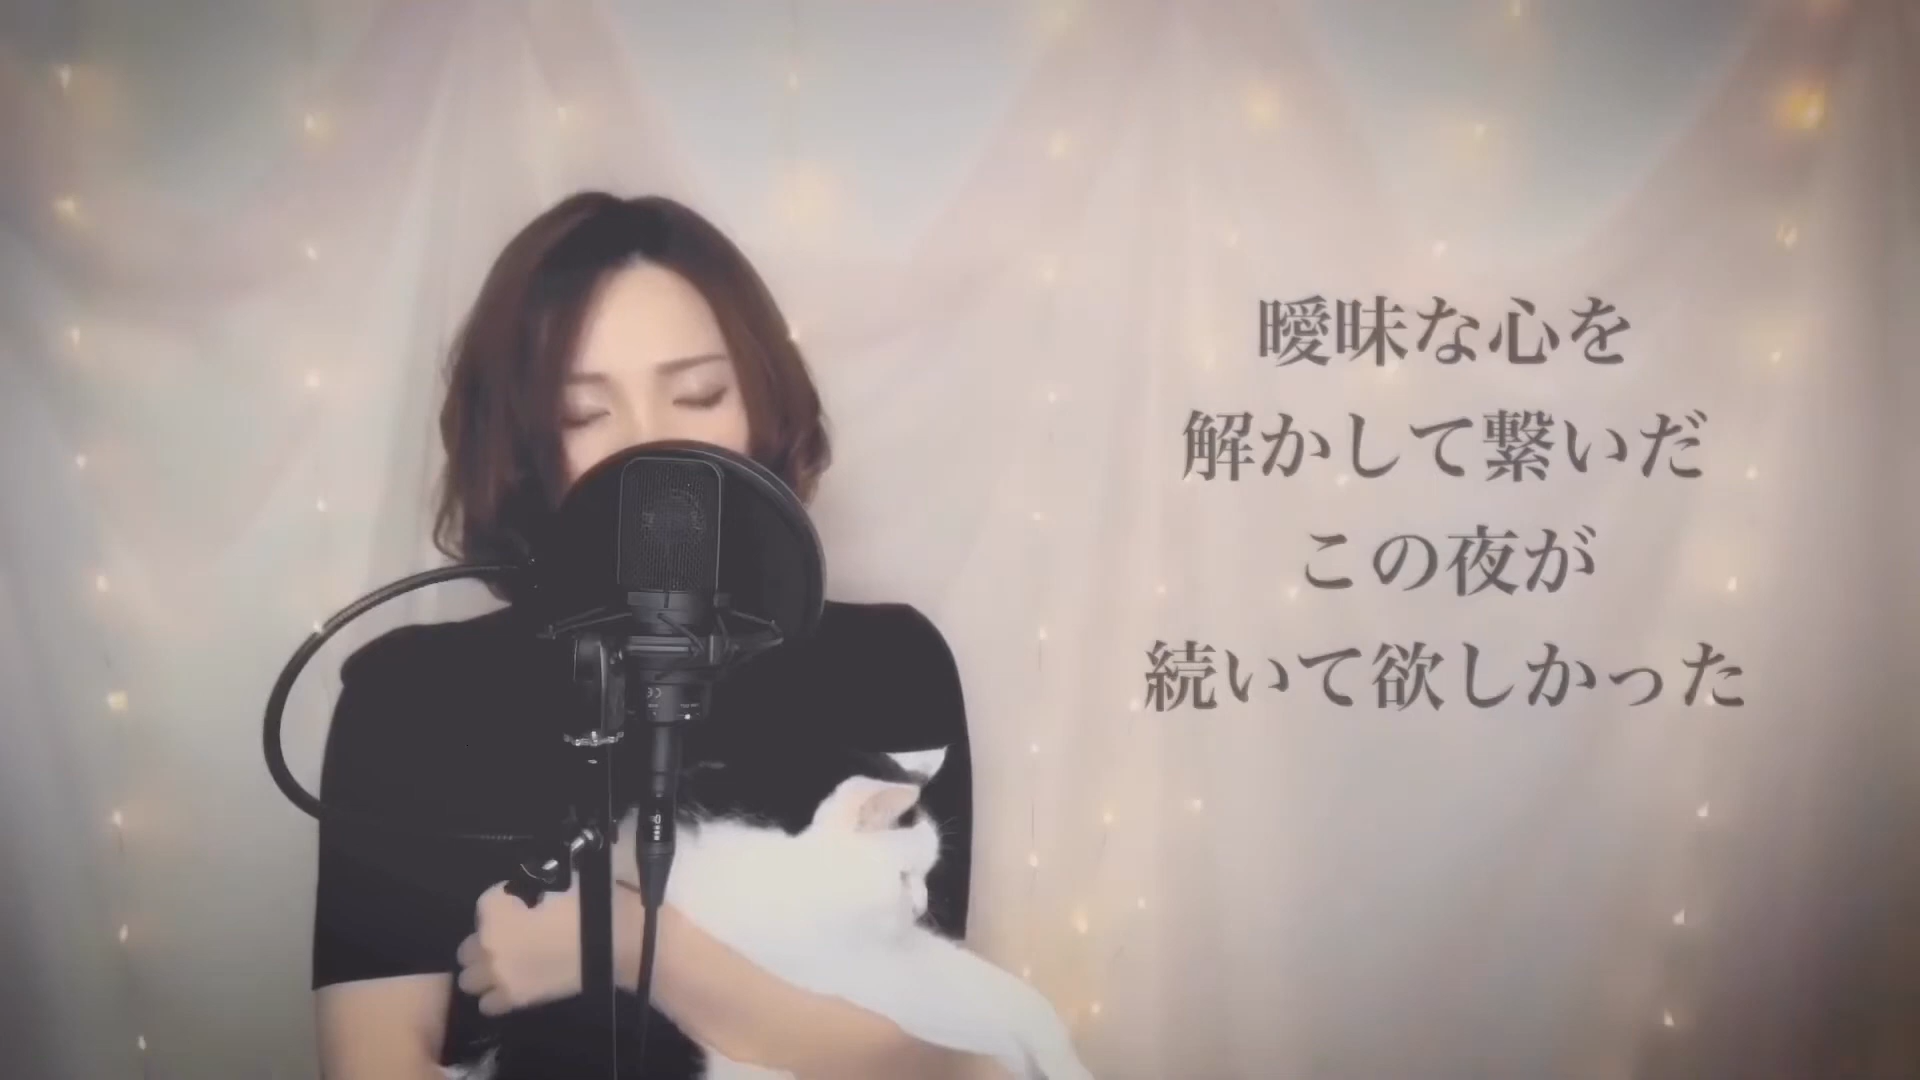 曖昧な心を
解かして繋いだ
この夜が
続いて欲しかった